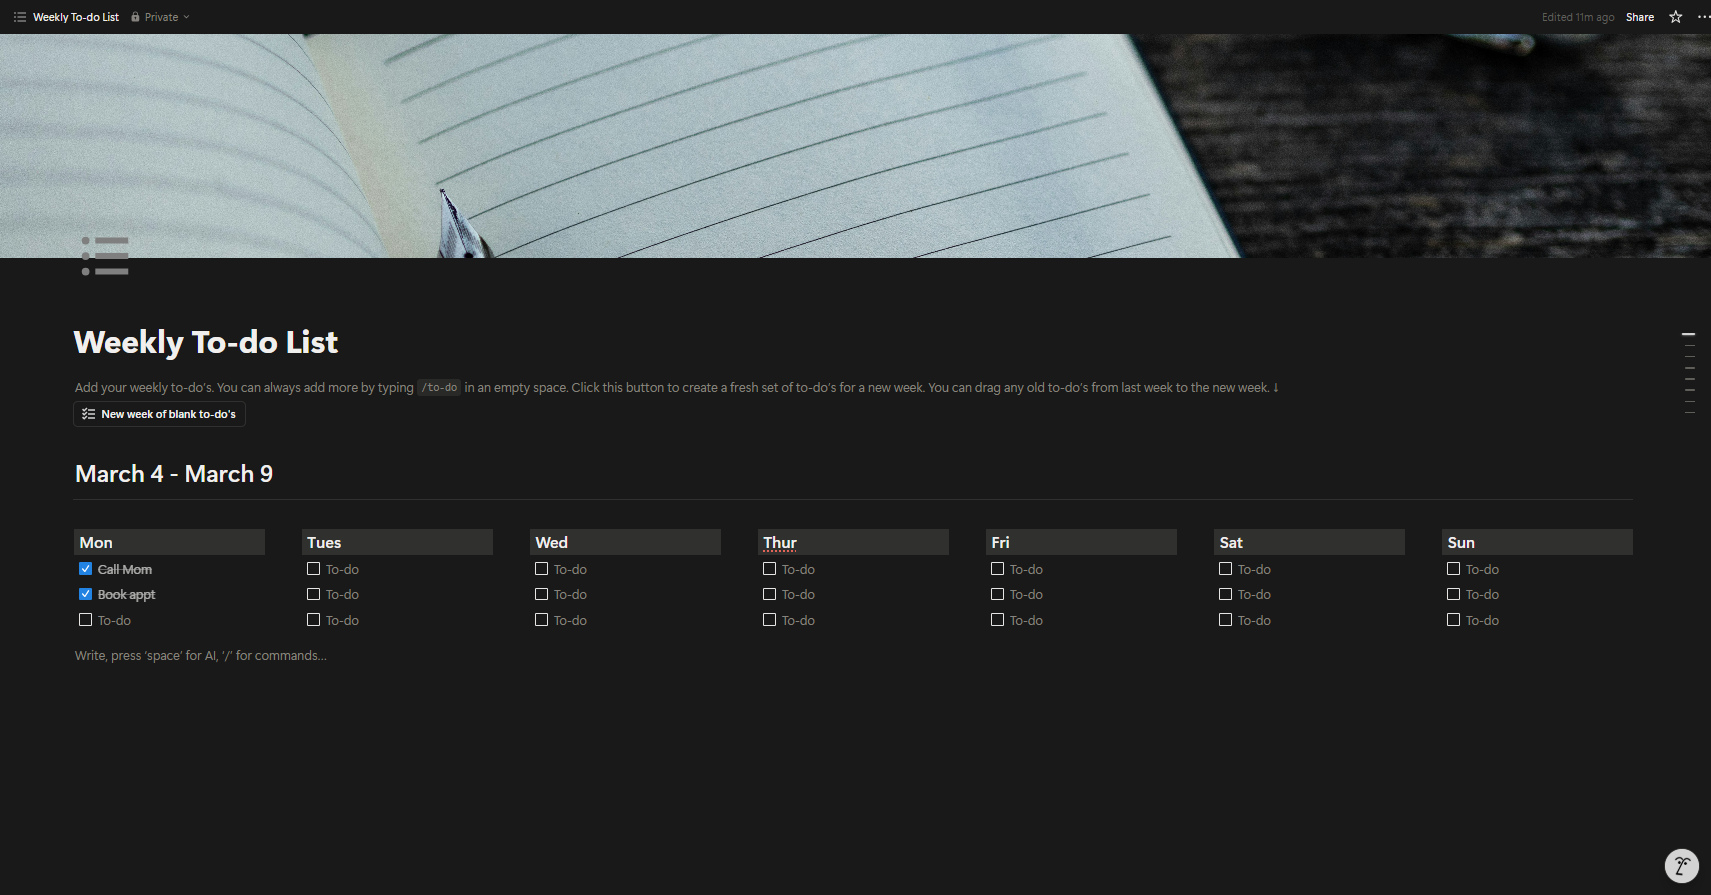 Weekly To-do List Private Edited 11m ago Share
Weekly To-do List
Add your weekly to-do's. You can always add more by typing /to-do in an empty space. Click this button to create a fresh set of to-do's for a new week. You can drag any old to-do's from last week to the new week. ↓
New week of blank to-do's
March 4 - March 9
Mon Tues Wed Thur Fri Sat Sun
Call Mom To-do To-do To-do To-do To-do To-do
Book appt To-do To-do To-do To-do To-do To-do
To-do To-do To-do To-do To-do To-do To-do
Write, press 'space' for AI, '/' for commands...